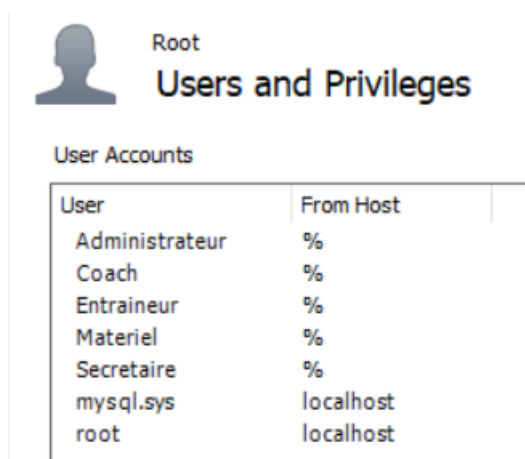 Root
Users and Privileges
User Accounts
User From Host
Administrateur %
Coach %
Entraineur %
Materiel %
Secretaire %
mysql.sys localhost
root localhost